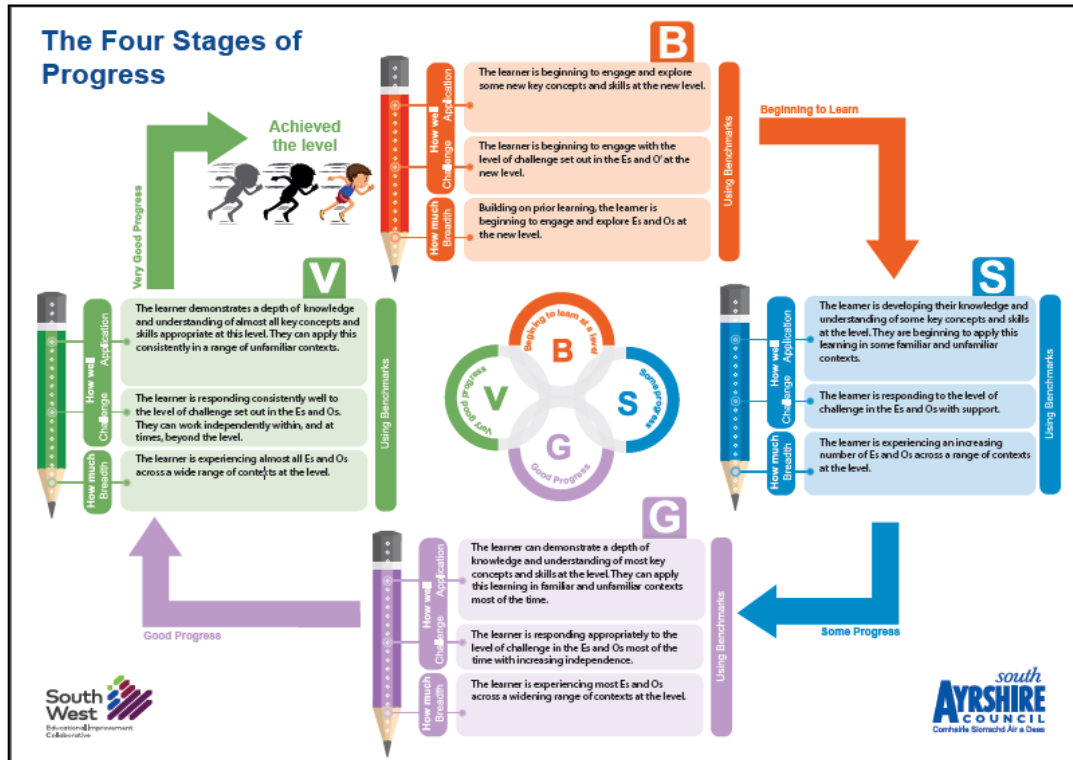 The Four Stages of
Progress
B
How well
Application
The learner is beginning to engage and explore
some new key concepts and skills at the new level.
Challenge
The learner is beginning to engage with the
level of challenge set out in the Es and O' at the
new level.
How much
Breadth
Building on prior learning, the learner is
beginning to engage and explore Es and Os at
the new level.
Using Benchmarks
Beginning to Learn
S
How well
Application
The learner is developing their knowledge and
understanding of some key concepts and skills
at the level. They are beginning to apply this
learning in some familiar and unfamiliar
contexts.
Challenge
The learner is responding to the level of
challenge in the Es and Os with support.
How much
Breadth
The learner is experiencing an increasing
number of Es and Os across a range of contexts
at the level.
Using Benchmarks
Some Progress
G
How well
Application
The learner can demonstrate a depth of
knowledge and understanding of most key
concepts and skills at the level. They can apply
this learning in familiar and unfamiliar contexts
most of the time.
Challenge
The learner is responding appropriately to the
level of challenge in the Es and Os most of the
time with increasing independence.
How much
Breadth
The learner is experiencing most Es and Os
across a widening range of contexts at the level.
Using Benchmarks
Good Progress
V
How well
Application
The learner demonstrates a depth of knowledge
and understanding of almost all key concepts and
skills appropriate at this level. They can apply this
consistently in a range of unfamiliar contexts.
Challenge
The learner is responding consistently well to
the level of challenge set out in the Es and Os.
They can work independently within, and at
times, beyond the level.
How much
Breadth
The learner is experiencing almost all Es and Os
across a wide range of contexts at the level.
Using Benchmarks
Very Good Progress
Achieved
the level
Begining to learn at a level
B
Some progress
S
G
Good Progress
Very good progress
V
South
West
Educational Improvement
Collaborative
south
AYRSHIRE
COUNCIL
Comhairle Siorrachd Àir a Deas